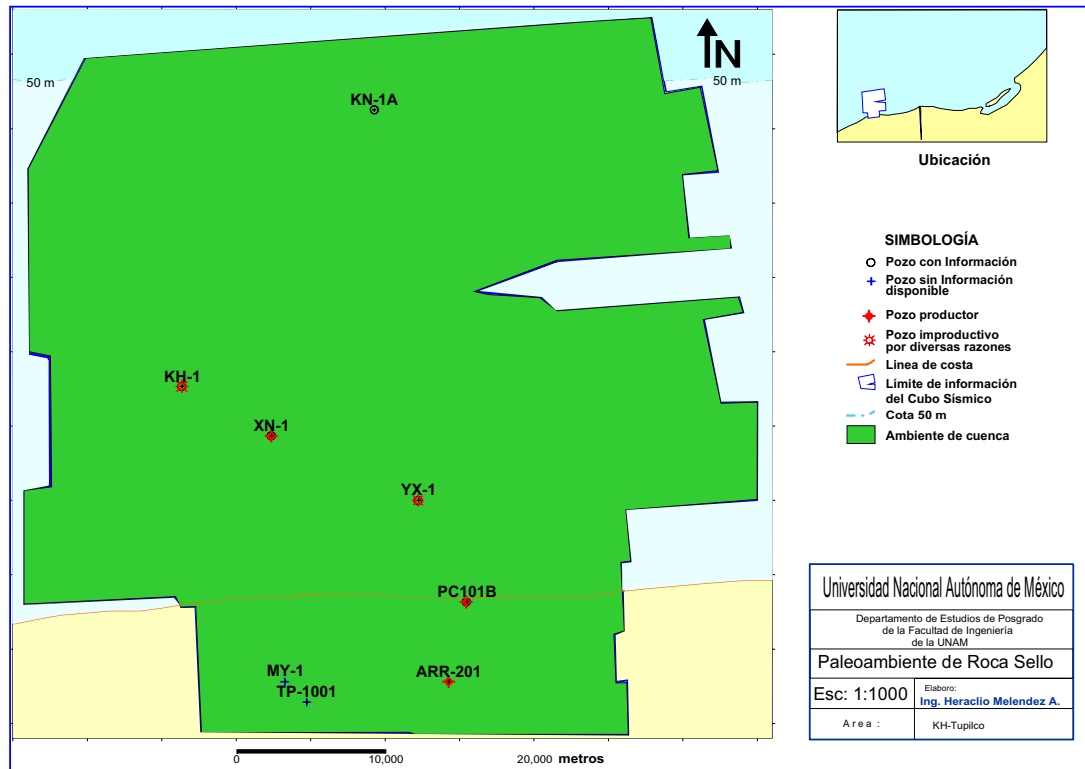 50 m
N
50 m
KN-1A
KH-1
XN-1
YX-1
PC101B
MY-1
TP-1001
ARR-201
0
10,000
20,000
metros
Ubicación
SIMBOLOGÍA
Pozo con Información
Pozo sin Información
disponible
Pozo productor
Pozo improductivo
por diversas razones
Linea de costa
Límite de información
del Cubo Sísmico
Cota 50 m
Ambiente de cuenca
Universidad Nacional Autónoma de México
Departamento de Estudios de Posgrado
de la Facultad de Ingeniería
de la UNAM
Paleoambiente de Roca Sello
Esc: 1:1000
Elaboro:
Ing. Heraclio Melendez A.
Area :
KH-Tupilco